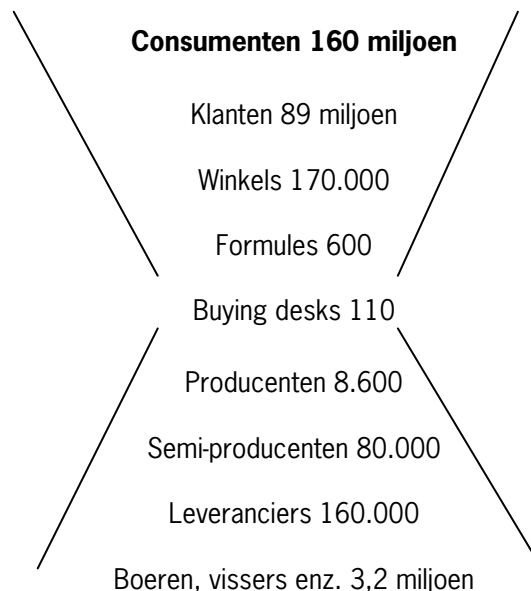 Consumenten 160 miljoen
Klanten 89 miljoen
Winkels 170.000
Formules 600
Buying desks 110
Producenten 8.600
Semi-producenten 80.000
Leveranciers 160.000
Boeren, vissers enz. 3,2 miljoen